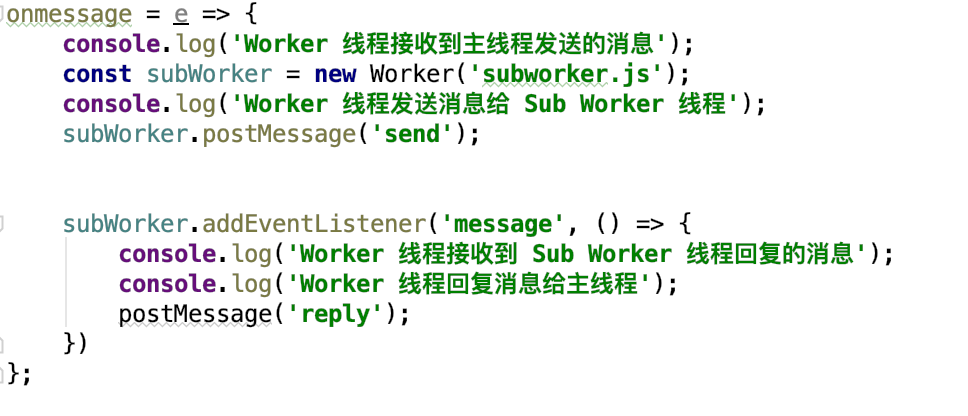 onmessage = e => {
    console.log('Worker 线程接收到主线程发送的消息');
    const subWorker = new Worker('subworker.js');
    console.log('Worker 线程发送消息给 Sub Worker 线程');
    subWorker.postMessage('send');
    subWorker.addEventListener('message', () => {
        console.log('Worker 线程接收到 Sub Worker 线程回复的消息');
        console.log('Worker 线程回复消息给主线程');
        postMessage('reply');
    })
};